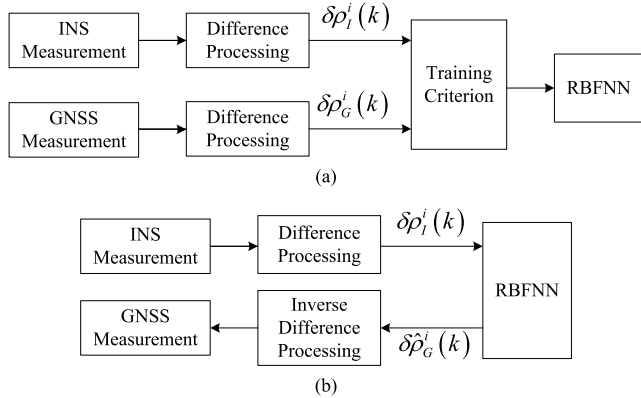 INS
Measurement
Difference
Processing
δρ_I^i(k)
GNSS
Measurement
Difference
Processing
δρ_G^i(k)
Training
Criterion
RBFNN
(a)
INS
Measurement
Difference
Processing
δρ_I^i(k)
RBFNN
GNSS
Measurement
Inverse
Difference
Processing
δρ̂_G^i(k)
(b)